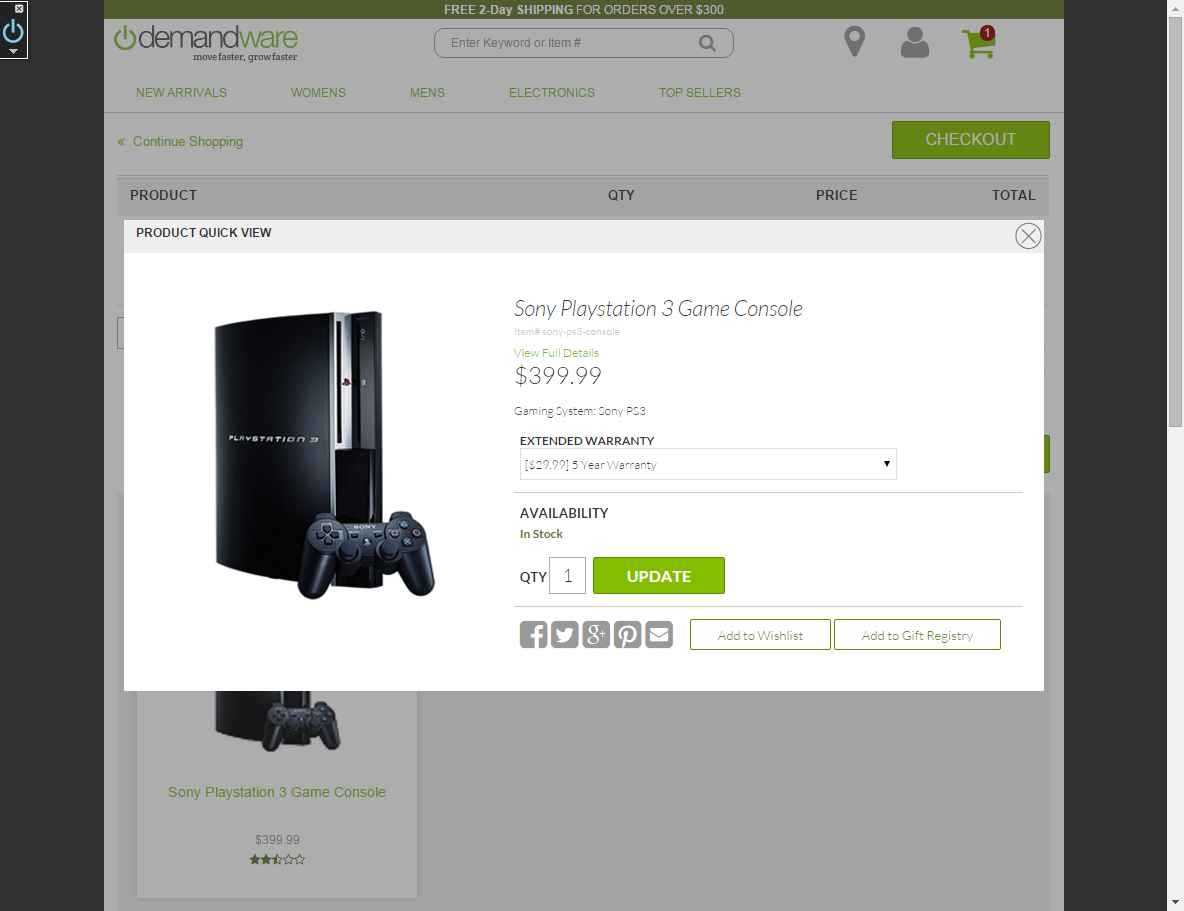 FREE 2-Day SHIPPING FOR ORDERS OVER $300
demandware
move faster, grow faster
Enter Keyword or Item #
1
NEW ARRIVALS WOMENS MENS ELECTRONICS TOP SELLERS
« Continue Shopping
CHECKOUT
PRODUCT QTY PRICE TOTAL
PRODUCT QUICK VIEW
Sony Playstation 3 Game Console
Item# sony-ps3-console
View Full Details
$399.99
Gaming System: Sony PS3
EXTENDED WARRANTY
[$29.99] 5 Year Warranty
AVAILABILITY
In Stock
QTY 1 UPDATE
Add to Wishlist Add to Gift Registry
PLAYSTATION 3
SONY
Sony Playstation 3 Game Console
$399.99